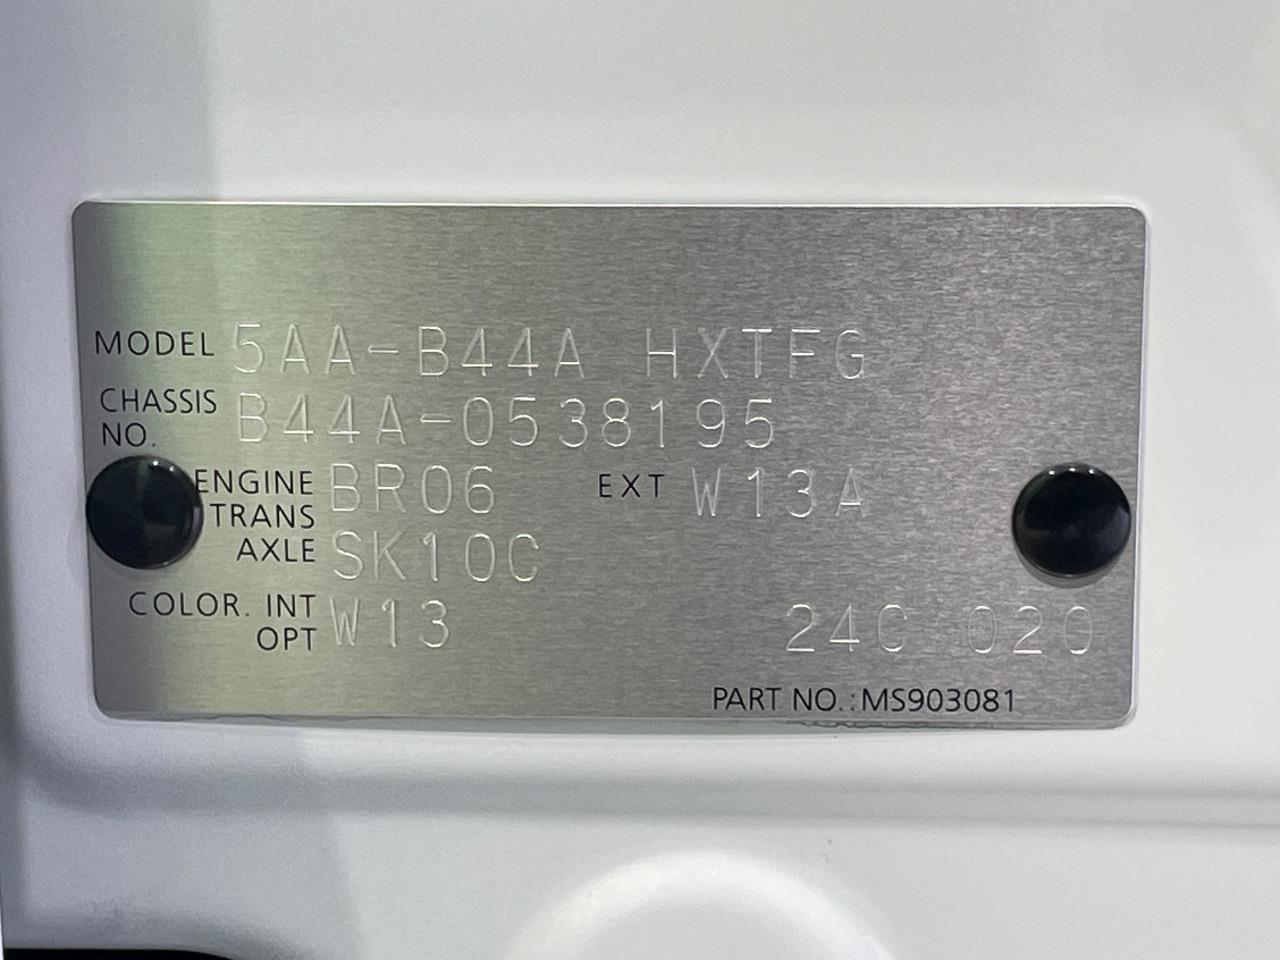 MODEL 5AA-B44A HXTFG
CHASSIS NO. B44A-0538195
ENGINE BR06 EXT W13A
TRANS AXLE SK10C
COLOR. INT OPT W13 24C 020
PART NO.:MS903081